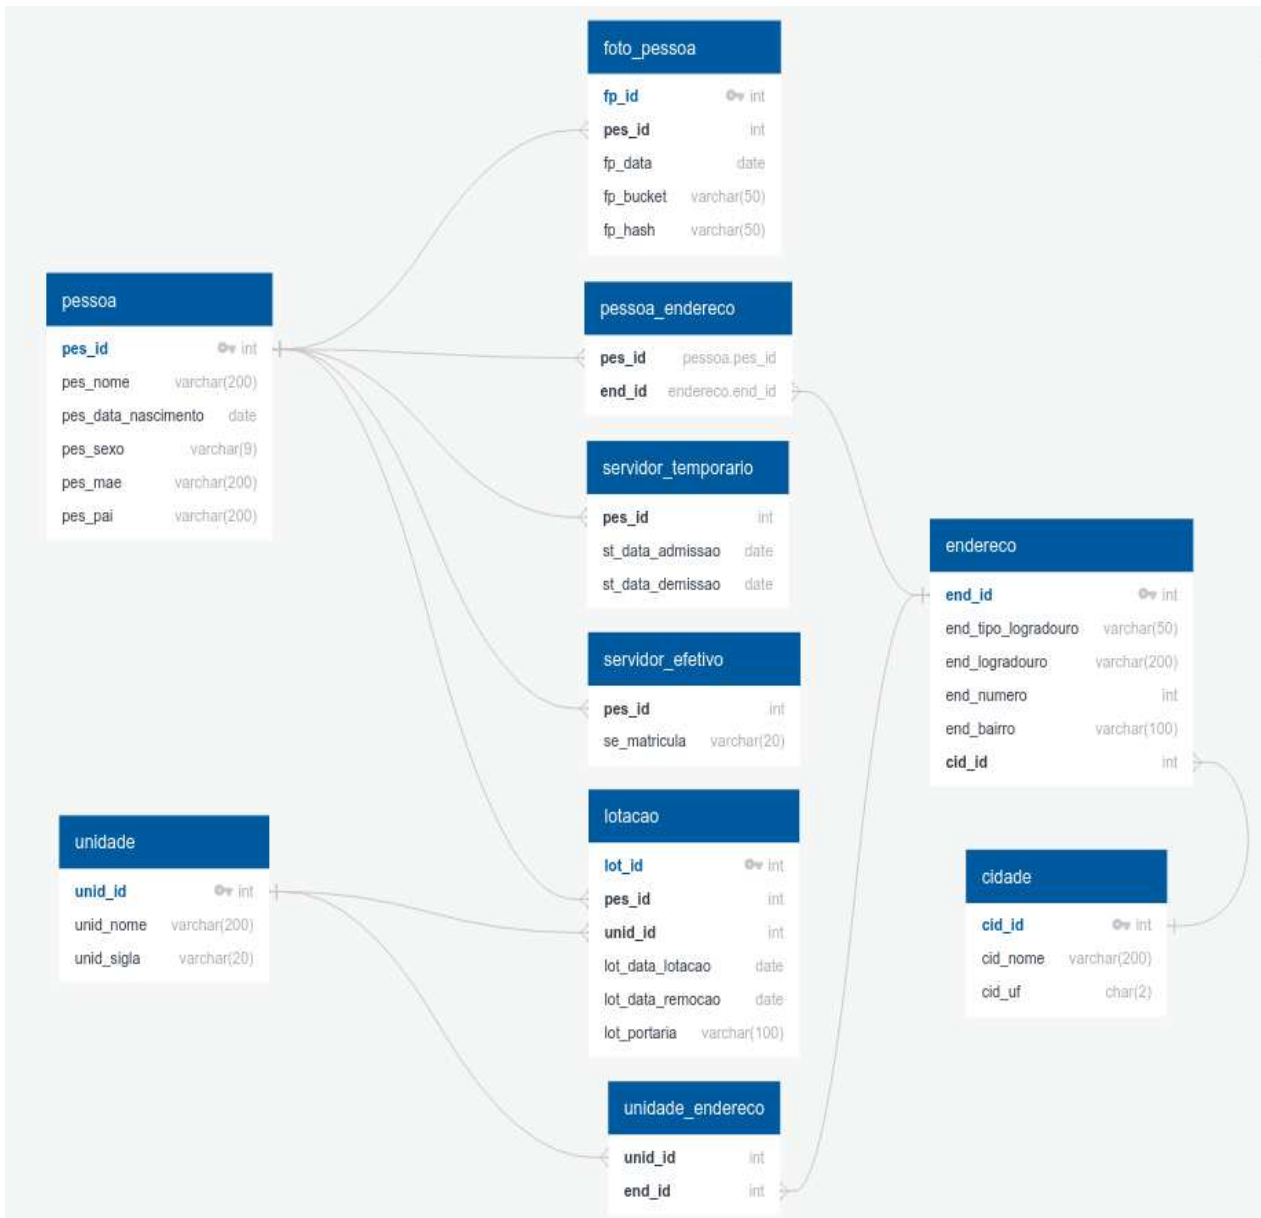 foto_pessoa
fp_id int
pes_id int
fp_data date
fp_bucket varchar(50)
fp_hash varchar(50)
pessoa
pes_id int
pes_nome varchar(200)
pes_data_nascimento date
pes_sexo varchar(9)
pes_mae varchar(200)
pes_pai varchar(200)
pessoa_endereco
pes_id pessoa.pes_id
end_id endereco.end_id
servidor_temporario
pes_id int
st_data_admissao date
st_data_demissao date
servidor_efetivo
pes_id int
se_matricula varchar(20)
endereco
end_id int
end_tipo_logradouro varchar(50)
end_logradouro varchar(200)
end_numero int
end_bairro varchar(100)
cid_id int
unidade
unid_id int
unid_nome varchar(200)
unid_sigla varchar(20)
lotacao
lot_id int
pes_id int
unid_id int
lot_data_lotacao date
lot_data_remocao date
lot_portaria varchar(100)
cidade
cid_id int
cid_nome varchar(200)
cid_uf char(2)
unidade_endereco
unid_id int
end_id int